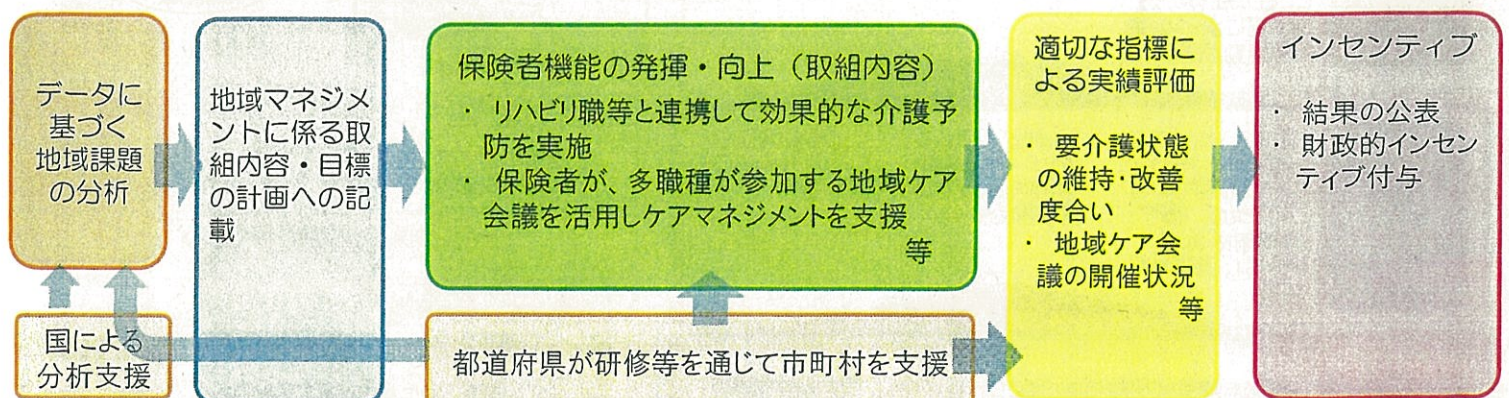 データに
基づく
地域課題
の分析
地域マネジメ
ントに係る取
組内容・目標
の計画への記
載
保険者機能の発揮・向上（取組内容）
・ リハビリ職等と連携して効果的な介護予
防を実施
・ 保険者が、多職種が参加する地域ケア
会議を活用しケアマネジメントを支援
等
適切な指標に
よる実績評価
・ 要介護状態
の維持・改善
度合い
・ 地域ケア会
議の開催状況
等
インセンティブ
・ 結果の公表
・ 財政的インセン
ティブ付与
国による
分析支援
都道府県が研修等を通じて市町村を支援